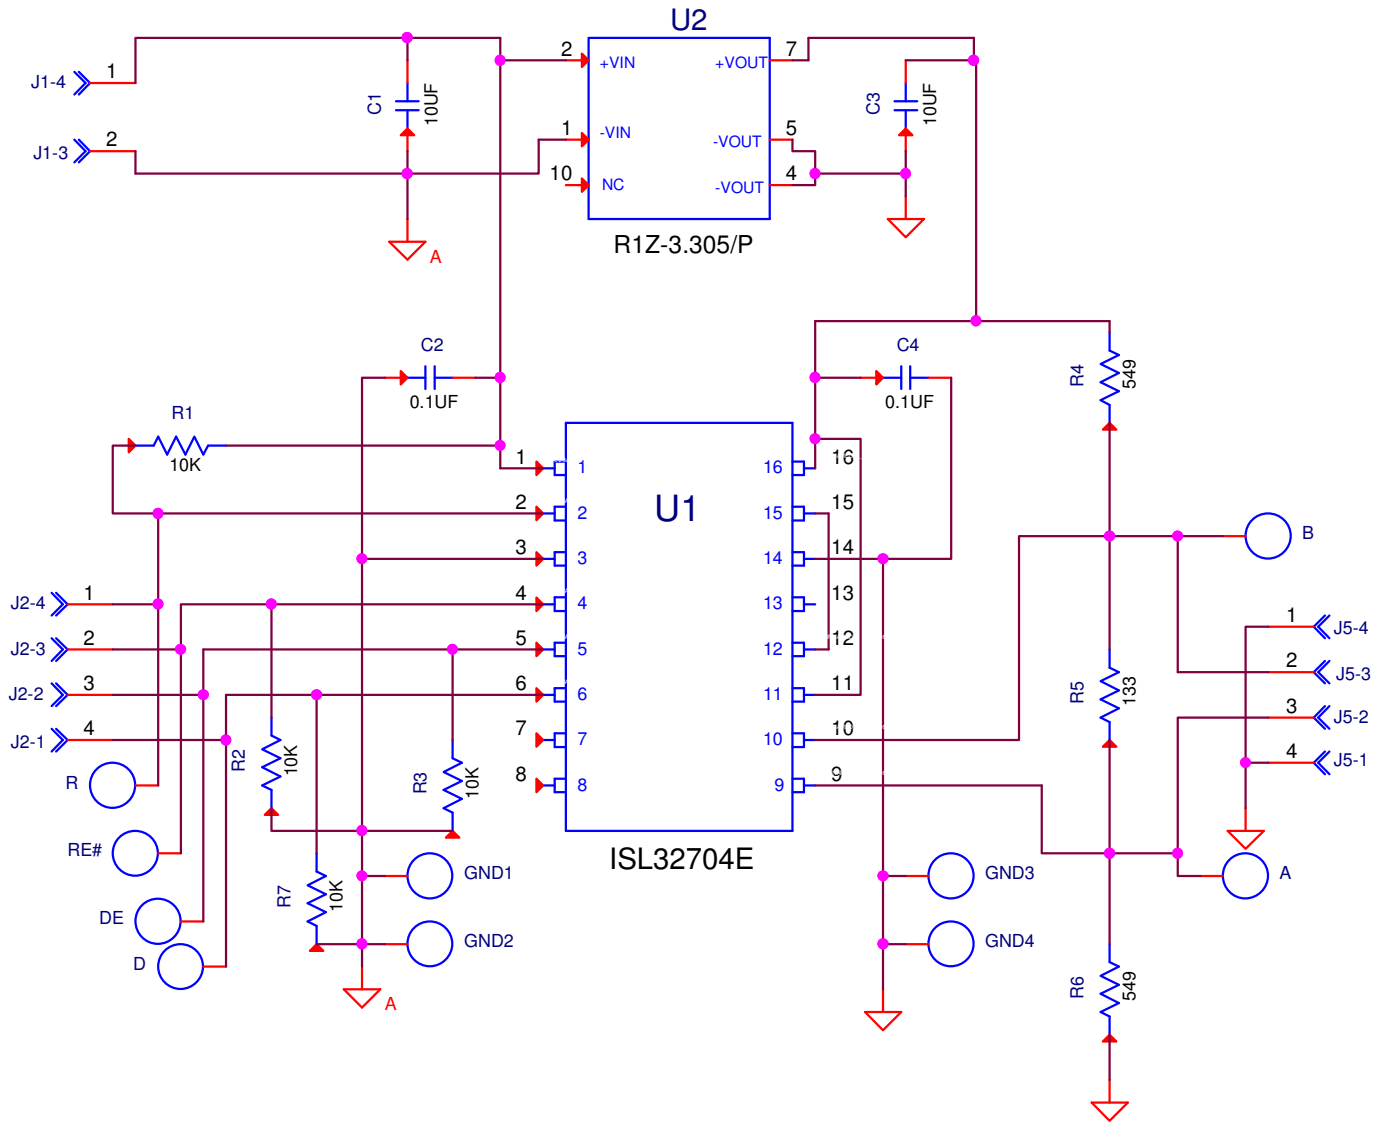 U2
J1-4
1
C1
10UF
2
+VIN
+VOUT
7
C3
10UF
J1-3
2
1
-VIN
-VOUT
5
10
NC
-VOUT
4
R1Z-3.305/P
A
C2
0.1UF
C4
0.1UF
R4
549
R1
10K
U1
1
1
16
16
2
2
15
15
3
3
14
14
4
4
13
13
5
5
12
12
6
6
11
11
7
7
10
10
8
8
9
9
ISL32704E
B
J2-4
1
J2-3
2
J2-2
3
J2-1
4
1
J5-4
2
J5-3
3
J5-2
4
J5-1
R5
133
R2
10K
R3
10K
R
RE#
DE
D
R7
10K
GND1
GND2
A
GND3
GND4
A
R6
549